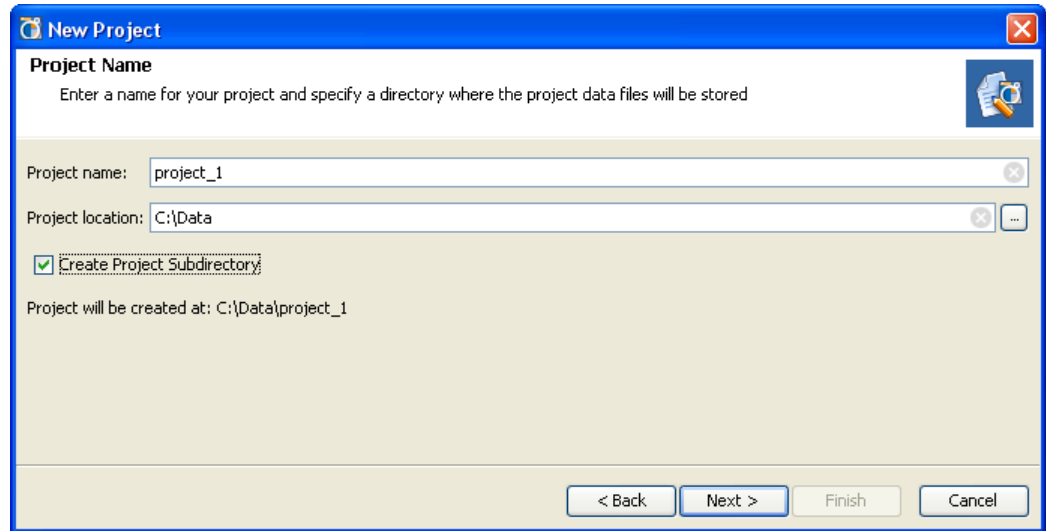 New Project
Project Name
Enter a name for your project and specify a directory where the project data files will be stored
Project name: project_1
Project location: C:\Data ...
Create Project Subdirectory
Project will be created at: C:\Data\project_1
< Back Next > Finish Cancel